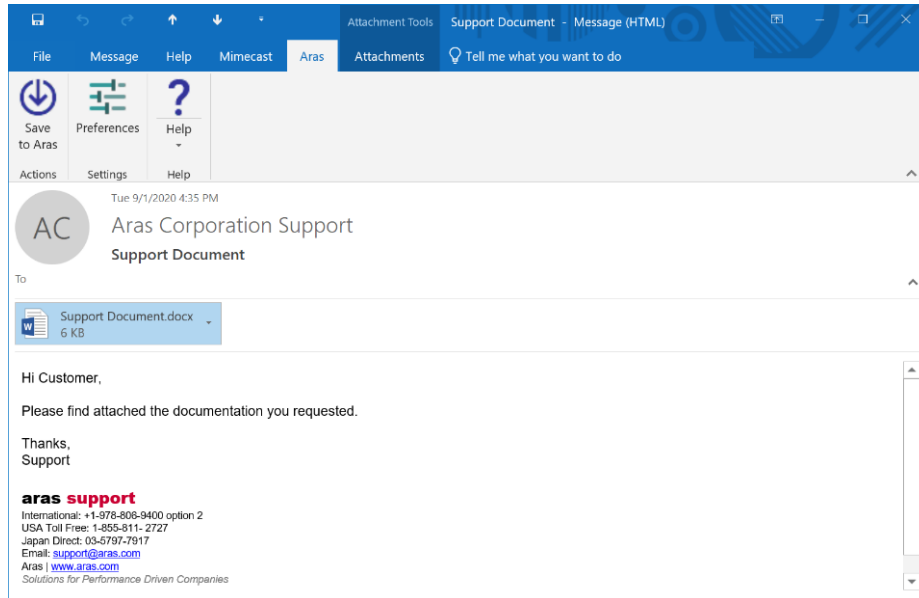 Attachment Tools Support Document - Message (HTML)
File Message Help Mimecast Aras Attachments Tell me what you want to do
Save to Aras
Preferences
Help
Actions Settings Help
Tue 9/1/2020 4:35 PM
AC
Aras Corporation Support
Support Document
To
Support Document.docx
6 KB
Hi Customer,
Please find attached the documentation you requested.
Thanks,
Support
aras support
International: +1-978-806-9400 option 2
USA Toll Free: 1-855-811- 2727
Japan Direct: 03-5797-7917
Email: support@aras.com
Aras | www.aras.com
Solutions for Performance Driven Companies